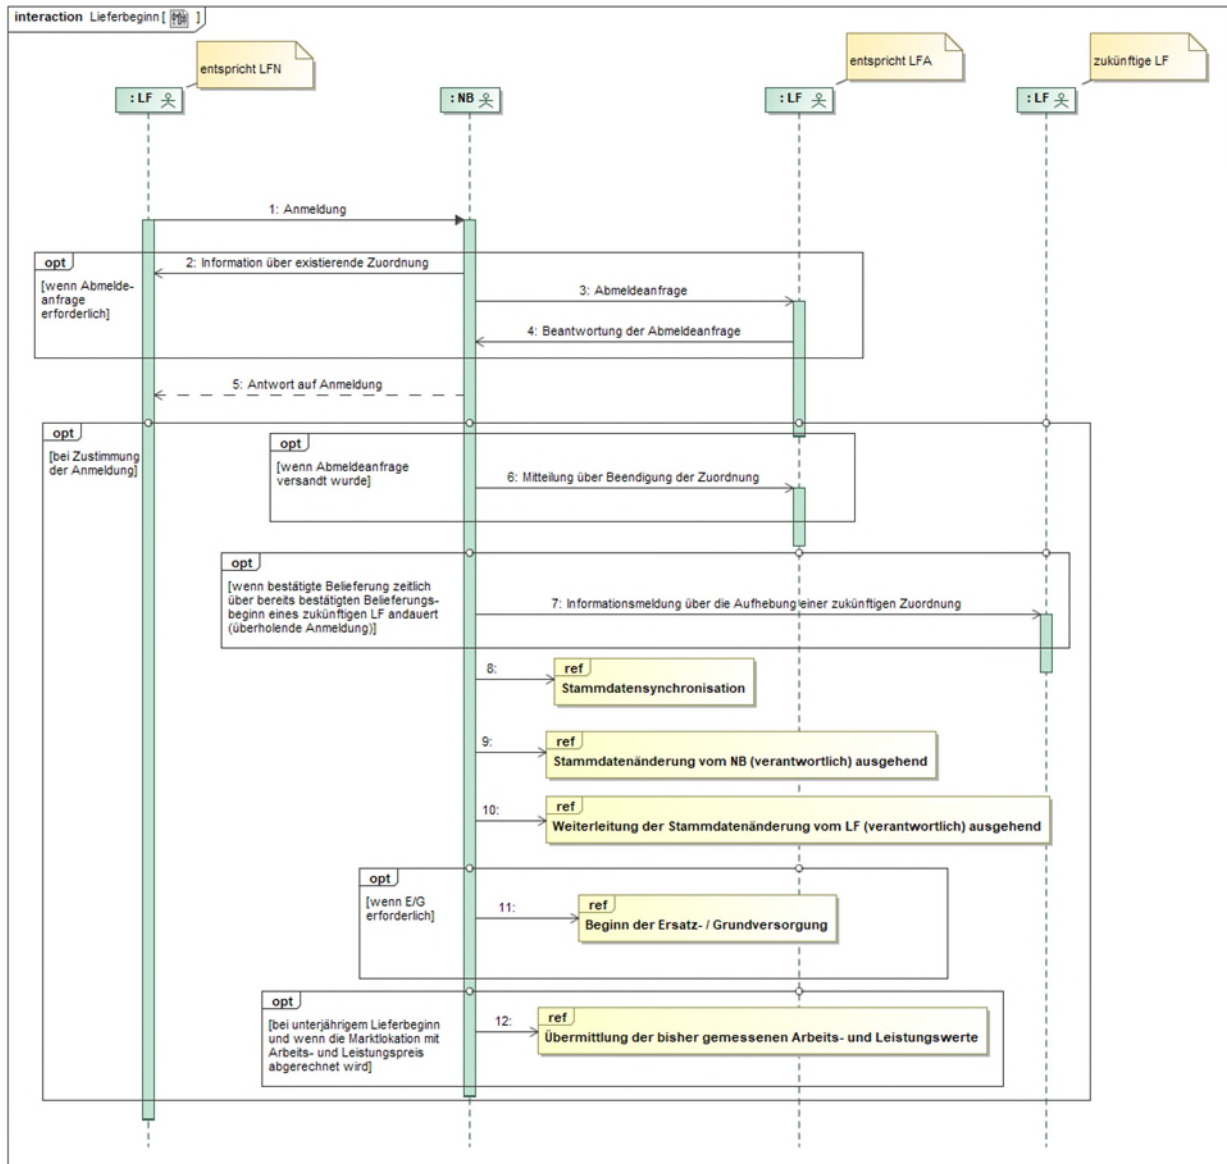 interaction Lieferbeginn [ ]
entspricht LFN
entspricht LFA
zukünftige LF
: LF
: NB
: LF
: LF
1: Anmeldung
opt
[wenn Abmelde-
anfrage
erforderlich]
2: Information über existierende Zuordnung
3: Abmeldeanfrage
4: Beantwortung der Abmeldeanfrage
5: Antwort auf Anmeldung
opt
[bei Zustimmung
der Anmeldung]
opt
[wenn Abmeldeanfrage
versandt wurde]
6: Mitteilung über Beendigung der Zuordnung
opt
[wenn bestätigte Belieferung zeitlich
über bereits bestätigten Belieferungs-
beginn eines zukünftigen LF andauert
(überholende Anmeldung)]
7: Informationsmeldung über die Aufhebung einer zukünftigen Zuordnung
8:
ref
Stammdatensynchronisation
9:
ref
Stammdatenänderung vom NB (verantwortlich) ausgehend
10:
ref
Weiterleitung der Stammdatenänderung vom LF (verantwortlich) ausgehend
opt
[wenn E/G
erforderlich]
11:
ref
Beginn der Ersatz- / Grundversorgung
opt
[bei unterjährigem Lieferbeginn
und wenn die Marktlokation mit
Arbeits- und Leistungspreis
abgerechnet wird]
12:
ref
Übermittlung der bisher gemessenen Arbeits- und Leistungswerte